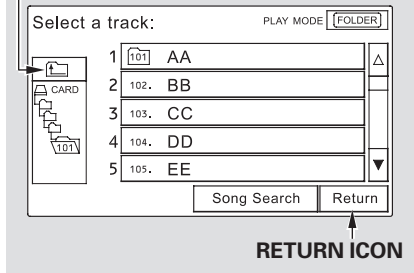 Select a track: PLAY MODE FOLDER
1 101 AA
CARD 2 102. BB
3 103. CC
101 4 104. DD
5 105. EE
Song Search Return
RETURN ICON